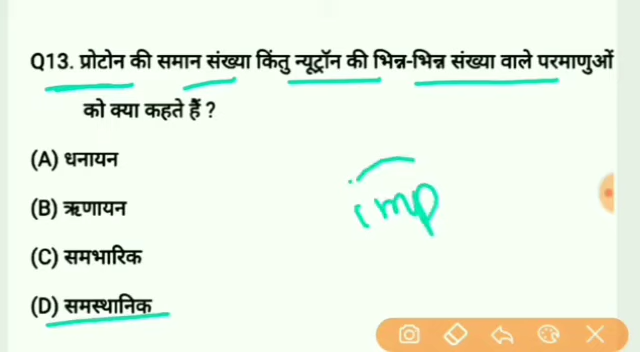 Q13. प्रोटोन की समान संख्या किंतु न्यूट्रॉन की भिन्न-भिन्न संख्या वाले परमाणुओं
को क्या कहते हैं ?
(A) धनायन
(B) ऋणायन
imp
(C) समभारिक
(D) समस्थानिक